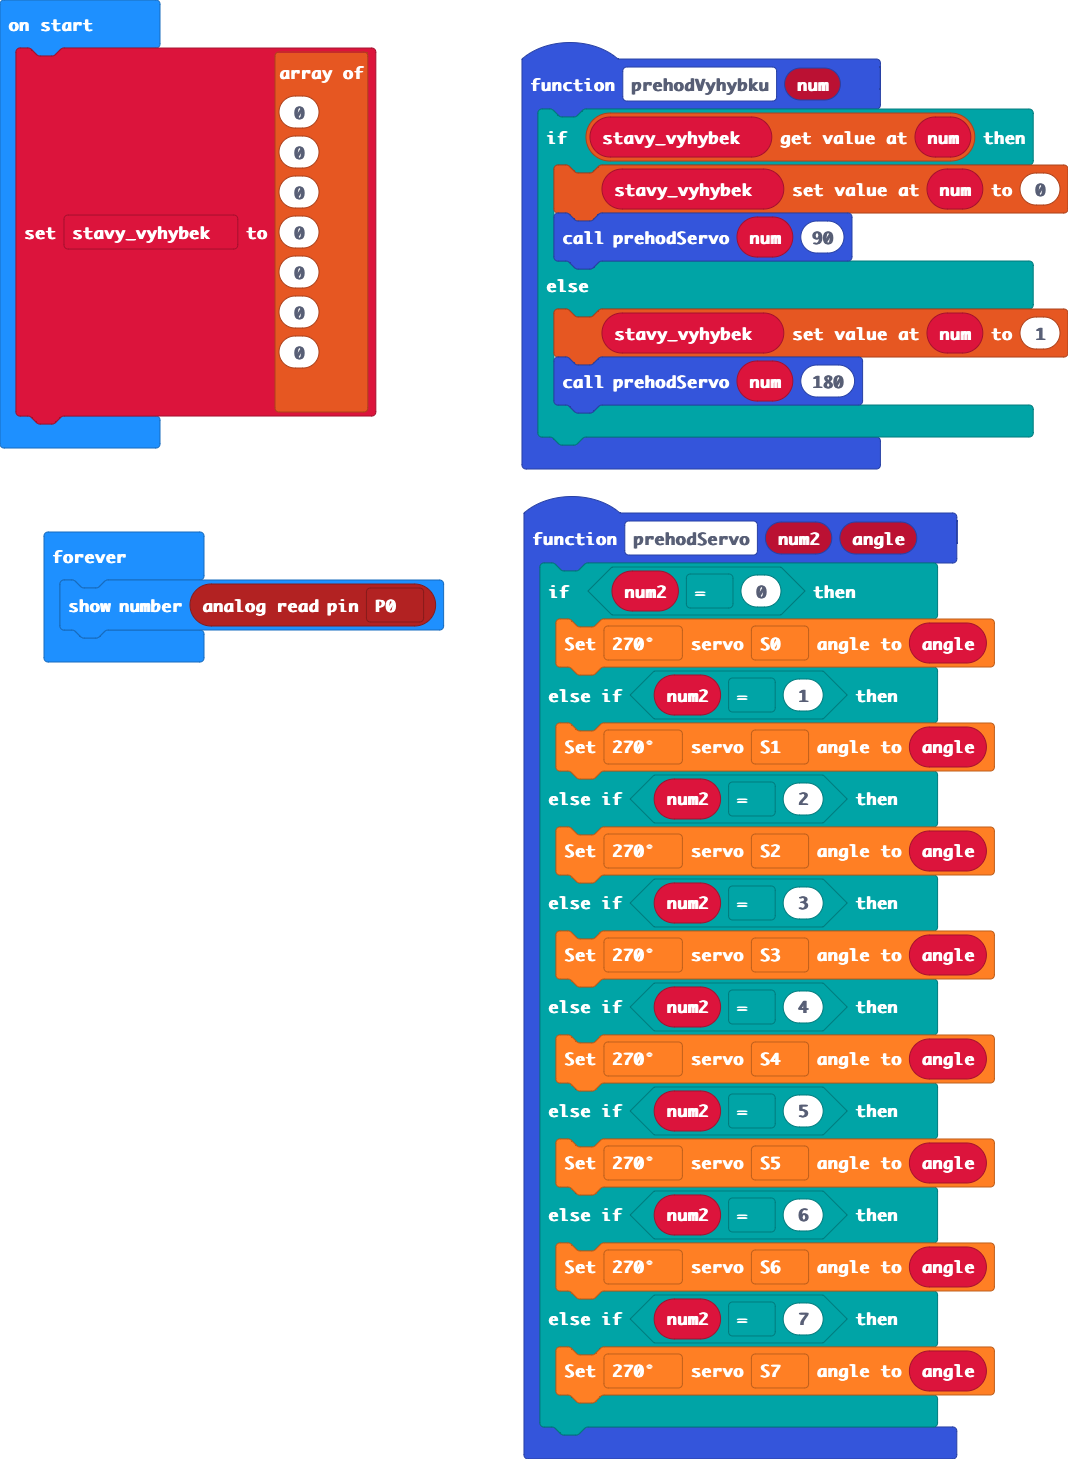 on start
set stavy_vyhybek to array of
0
0
0
0
0
0
0
forever
show number analog read pin P0
function prehodVyhybku num
if stavy_vyhybek get value at num then
stavy_vyhybek set value at num to 0
call prehodServo num 90
else
stavy_vyhybek set value at num to 1
call prehodServo num 180
function prehodServo num2 angle
if num2 = 0 then
Set 270° servo S0 angle to angle
else if num2 = 1 then
Set 270° servo S1 angle to angle
else if num2 = 2 then
Set 270° servo S2 angle to angle
else if num2 = 3 then
Set 270° servo S3 angle to angle
else if num2 = 4 then
Set 270° servo S4 angle to angle
else if num2 = 5 then
Set 270° servo S5 angle to angle
else if num2 = 6 then
Set 270° servo S6 angle to angle
else if num2 = 7 then
Set 270° servo S7 angle to angle